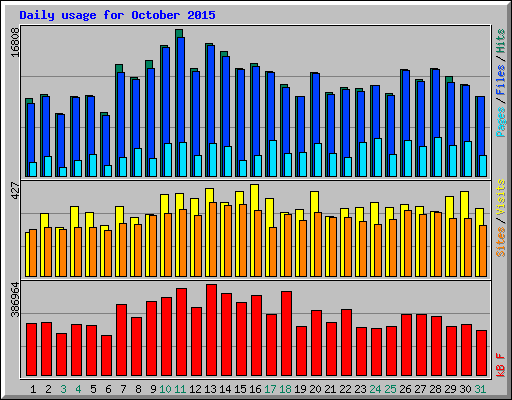 Daily usage for October 2015
16808
Pages / Files / Hits
427
Sites / Visits
386964
kB F
1 2 3 4 5 6 7 8 9 10 11 12 13 14 15 16 17 18 19 20 21 22 23 24 25 26 27 28 29 30 31